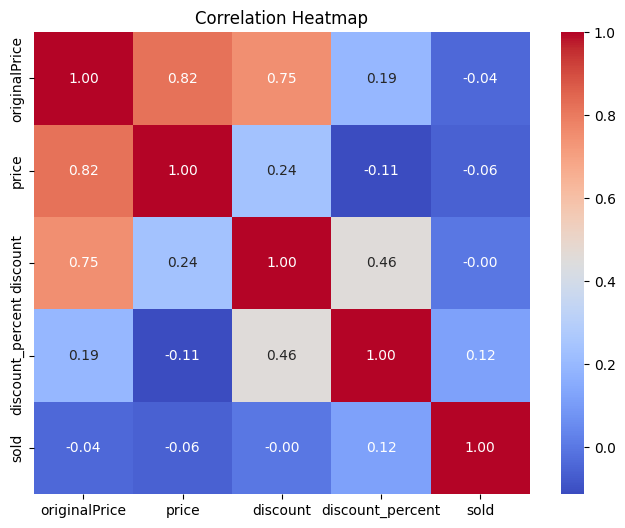 Correlation Heatmap
originalPrice 1.00 0.82 0.75 0.19 -0.04
price 0.82 1.00 0.24 -0.11 -0.06
discount 0.75 0.24 1.00 0.46 -0.00
discount_percent 0.19 -0.11 0.46 1.00 0.12
sold -0.04 -0.06 -0.00 0.12 1.00
originalPrice price discount discount_percent sold
1.0
0.8
0.6
0.4
0.2
0.0